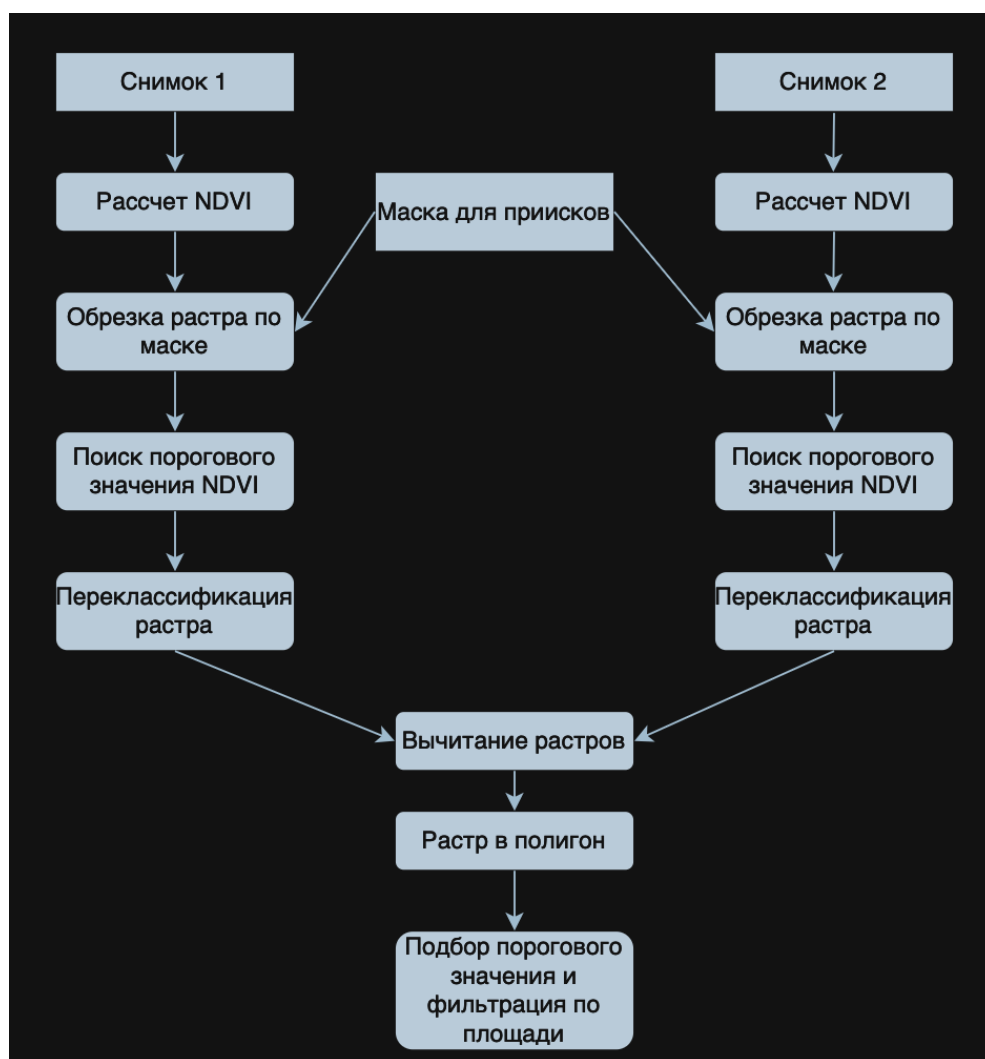 Снимок 1
Снимок 2
Рассчет NDVI
Маска для приисков
Рассчет NDVI
Обрезка растра по
маске
Обрезка растра по
маске
Поиск порогового
значения NDVI
Поиск порогового
значения NDVI
Переклассификация
растра
Переклассификация
растра
Вычитание растров
Растр в полигон
Подбор порогового
значения и
фильтрация по
площади